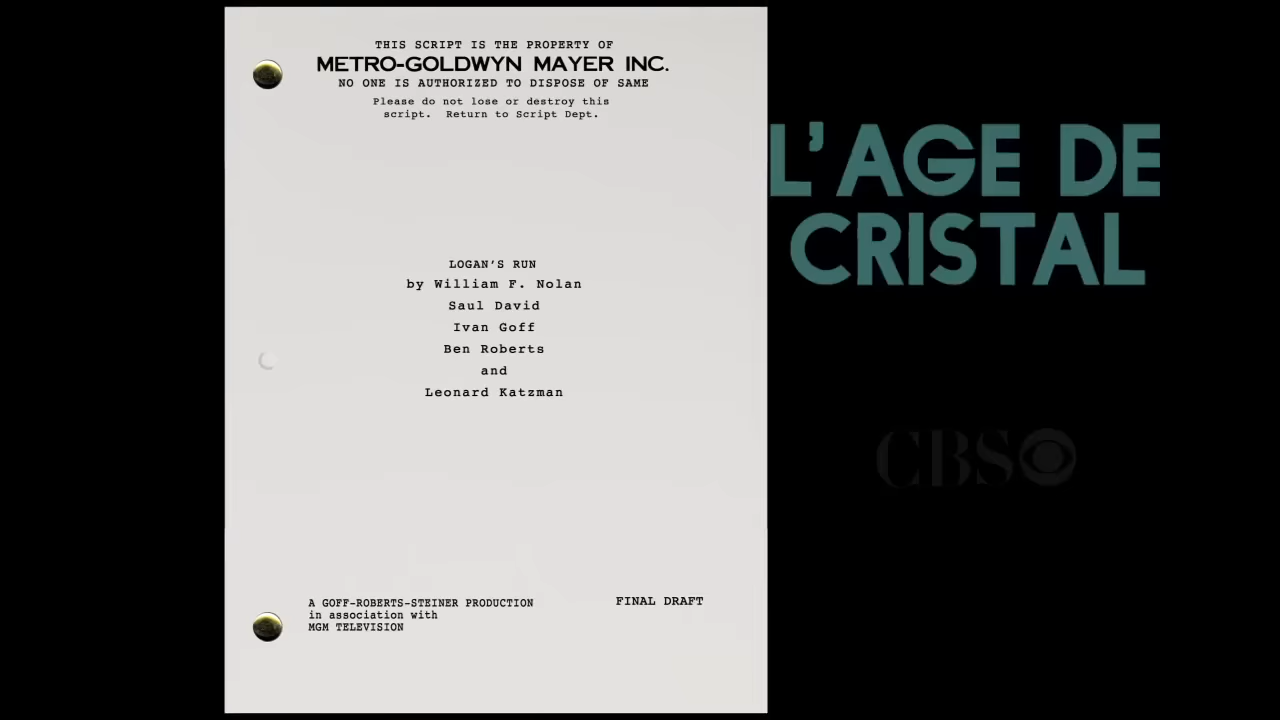 THIS SCRIPT IS THE PROPERTY OF
METRO-GOLDWYN MAYER INC.
NO ONE IS AUTHORIZED TO DISPOSE OF SAME
Please do not lose or destroy this
script. Return to Script Dept.
LOGAN'S RUN
by William F. Nolan
Saul David
Ivan Goff
Ben Roberts
and
Leonard Katzman
A GOFF-ROBERTS-STEINER PRODUCTION
in association with
MGM TELEVISION
FINAL DRAFT
L'AGE DE
CRISTAL
CBS